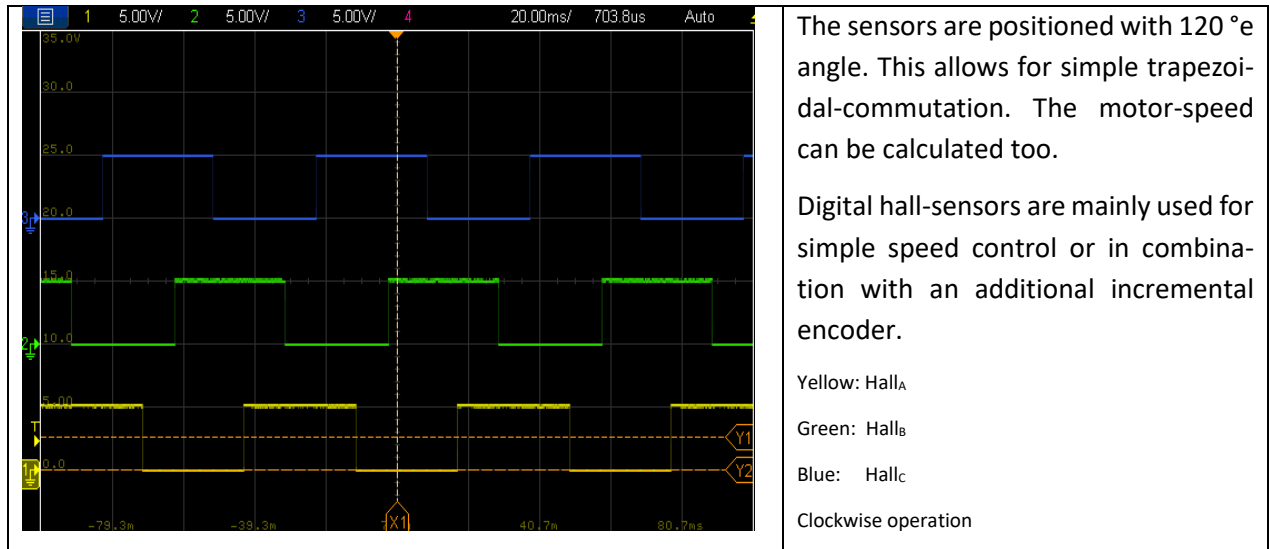 1 5.00V/ 2 5.00V/ 3 5.00V/ 4 20.00ms/ 703.8us Auto
35.0V
30.0
25.0
3 20.0
15.0
2 10.0
5.00
T
Y1
1 0.0
Y2
X1
-79.3m -39.3m 40.7m 80.7ms
The sensors are positioned with 120 °e
angle. This allows for simple trapezoi-
dal-commutation. The motor-speed
can be calculated too.
Digital hall-sensors are mainly used for
simple speed control or in combina-
tion with an additional incremental
encoder.
Yellow: HallA
Green: HallB
Blue: HallC
Clockwise operation